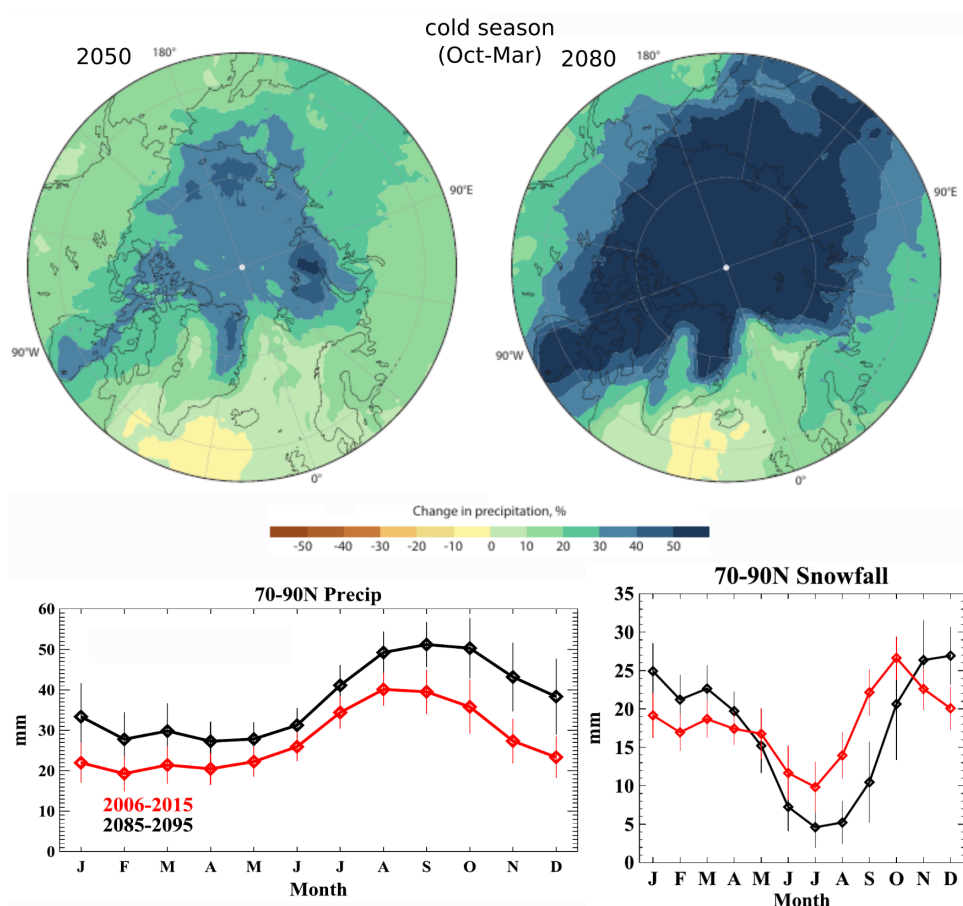 cold season
(Oct-Mar)
2050
2080
180°
180°
90°E
90°E
90°W
90°W
0°
0°
Change in precipitation, %
-50 -40 -30 -20 -10 0 10 20 30 40 50
70-90N Precip
60
50
40
30
20
10
0
mm
2006-2015
2085-2095
J F M A M J J A S O N D
Month
70-90N Snowfall
35
30
25
20
15
10
5
0
mm
J F M A M J J A S O N D
Month